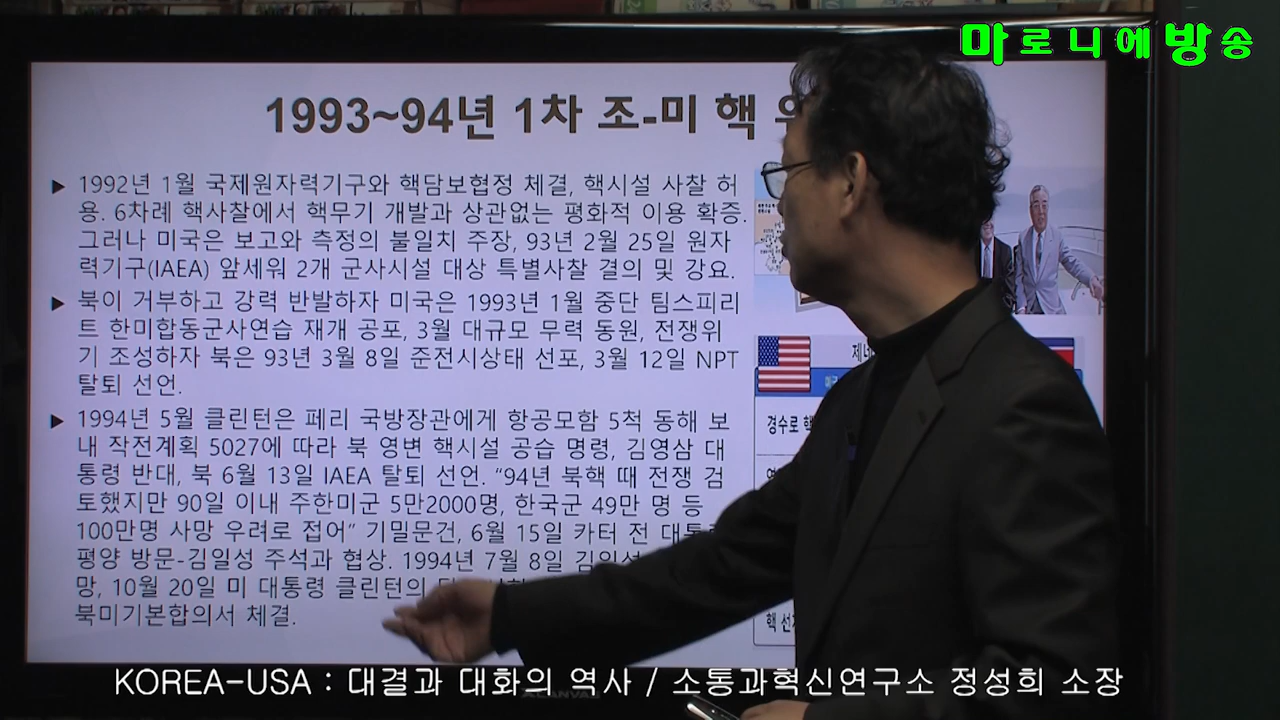 마로니에방송
1993~94년 1차 조-미 핵
▶ 1992년 1월 국제원자력기구와 핵담보협정 체결, 핵시설 사찰 허
용. 6차례 핵사찰에서 핵무기 개발과 상관없는 평화적 이용 확증.
그러나 미국은 보고와 측정의 불일치 주장, 93년 2월 25일 원자
력기구(IAEA) 앞세워 2개 군사시설 대상 특별사찰 결의 및 강요.
▶ 북이 거부하고 강력 반발하자 미국은 1993년 1월 중단 팀스피리
트 한미합동군사연습 재개 공포, 3월 대규모 무력 동원, 전쟁위
기 조성하자 북은 93년 3월 8일 준전시상태 선포, 3월 12일 NPT
탈퇴 선언.
▶ 1994년 5월 클린턴은 페리 국방장관에게 항공모함 5척 동해 보
내 작전계획 5027에 따라 북 영변 핵시설 공습 명령, 김영삼 대
통령 반대, 북 6월 13일 IAEA 탈퇴 선언. “94년 북핵 때 전쟁 검
토했지만 90일 이내 주한미군 5만2000명, 한국군 49만 명 등
100만명 사망 우려로 접어” 기밀문건, 6월 15일 카터 전 대통
평양 방문-김일성 주석과 협상. 1994년 7월 8일 김일성
망, 10월 20일 미 대통령 클린턴의
북미기본합의서 체결.
경수로
KOREA-USA : 대결과 대화의 역사 / 소통과혁신연구소 정성희 소장